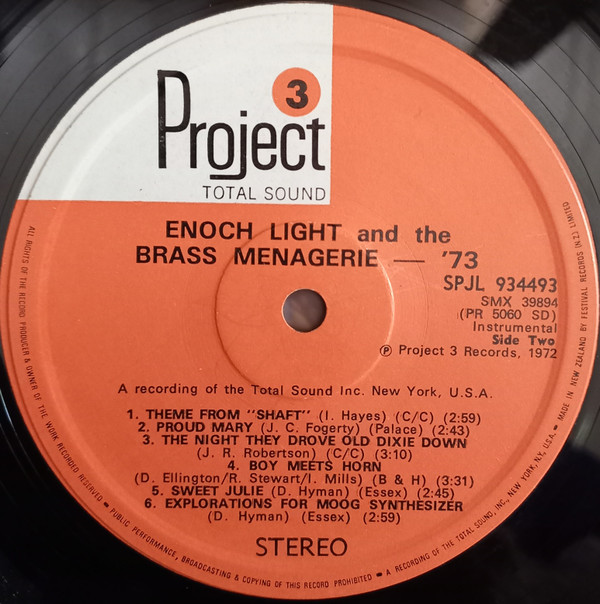 3
Project
TOTAL SOUND
ENOCH LIGHT and the
BRASS MENAGERIE — '73
SPJL 934493
SMX 39894
(PR 5060 SD)
Instrumental
Side Two
℗ Project 3 Records, 1972
A recording of the Total Sound Inc. New York, U.S.A.
1. THEME FROM "SHAFT" (I. Hayes) (C/C) (2:59)
2. PROUD MARY (J. C. Fogerty) (Palace) (2:43)
3. THE NIGHT THEY DROVE OLD DIXIE DOWN
(J. R. Robertson) (C/C) (3:10)
4. BOY MEETS HORN
(D. Ellington/R. Stewart/I. Mills) (B & H) (3:31)
5. SWEET JULIE (D. Hyman) (Essex) (2:45)
6. EXPLORATIONS FOR MOOG SYNTHESIZER
(D. Hyman) (Essex) (2:59)
STEREO
ALL RIGHTS OF THE RECORD PRODUCER & OWNER OF THE WORK RECORDED RESERVED – PUBLIC PERFORMANCE, BROADCASTING & COPYING OF THIS RECORD PROHIBITED – A RECORDING OF THE TOTAL SOUND, INC., NEW YORK, N.Y., USA. – MADE IN NEW ZEALAND BY FESTIVAL RECORDS (N.Z.) LIMITED